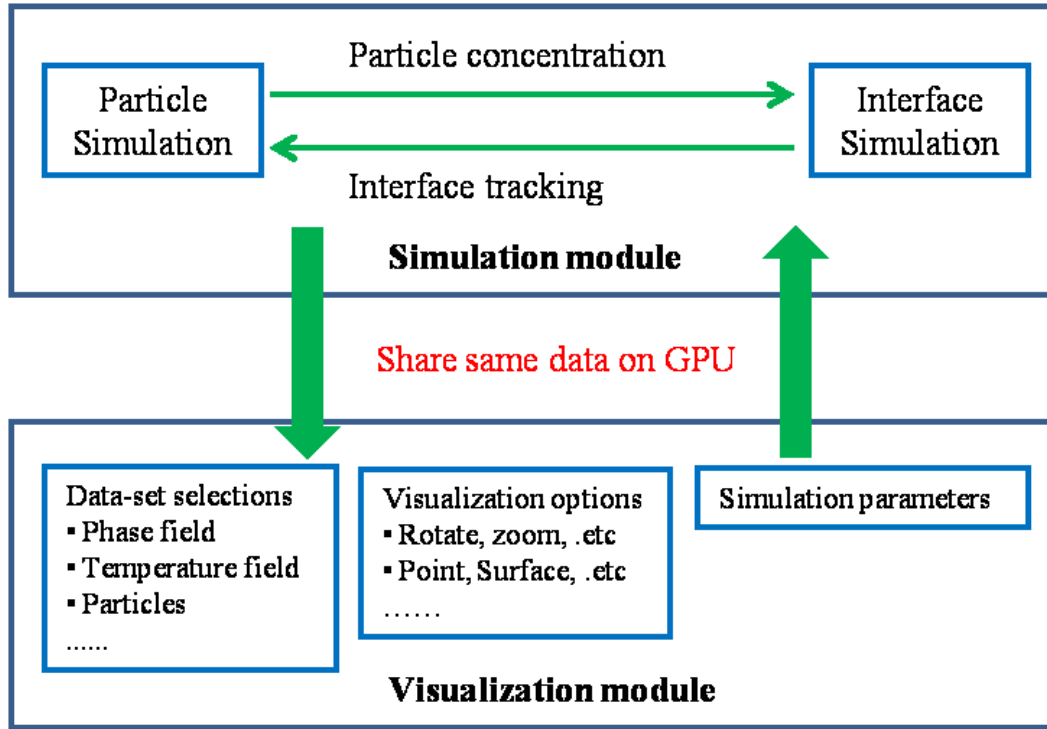 Particle concentration
Particle
Simulation
Interface
Simulation
Interface tracking
Simulation module
Share same data on GPU
Data-set selections
▪ Phase field
▪ Temperature field
▪ Particles
......
Visualization options
▪ Rotate, zoom, .etc
▪ Point, Surface, .etc
……
Simulation parameters
Visualization module